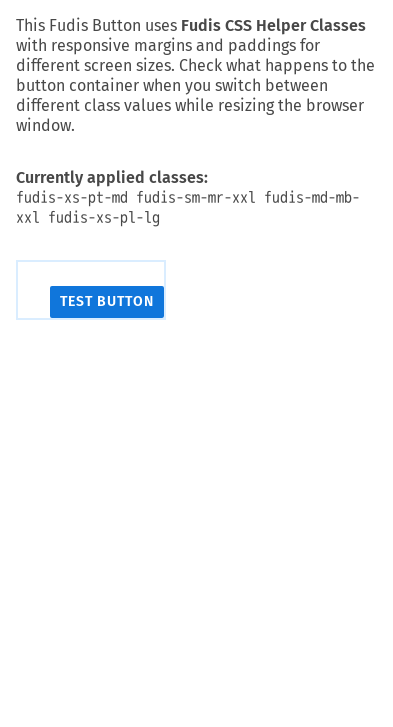 This Fudis Button uses Fudis CSS Helper Classes
with responsive margins and paddings for
different screen sizes. Check what happens to the
button container when you switch between
different class values while resizing the browser
window.
Currently applied classes:
fudis-xs-pt-md fudis-sm-mr-xxl fudis-md-mb-
xxl fudis-xs-pl-lg
TEST BUTTON